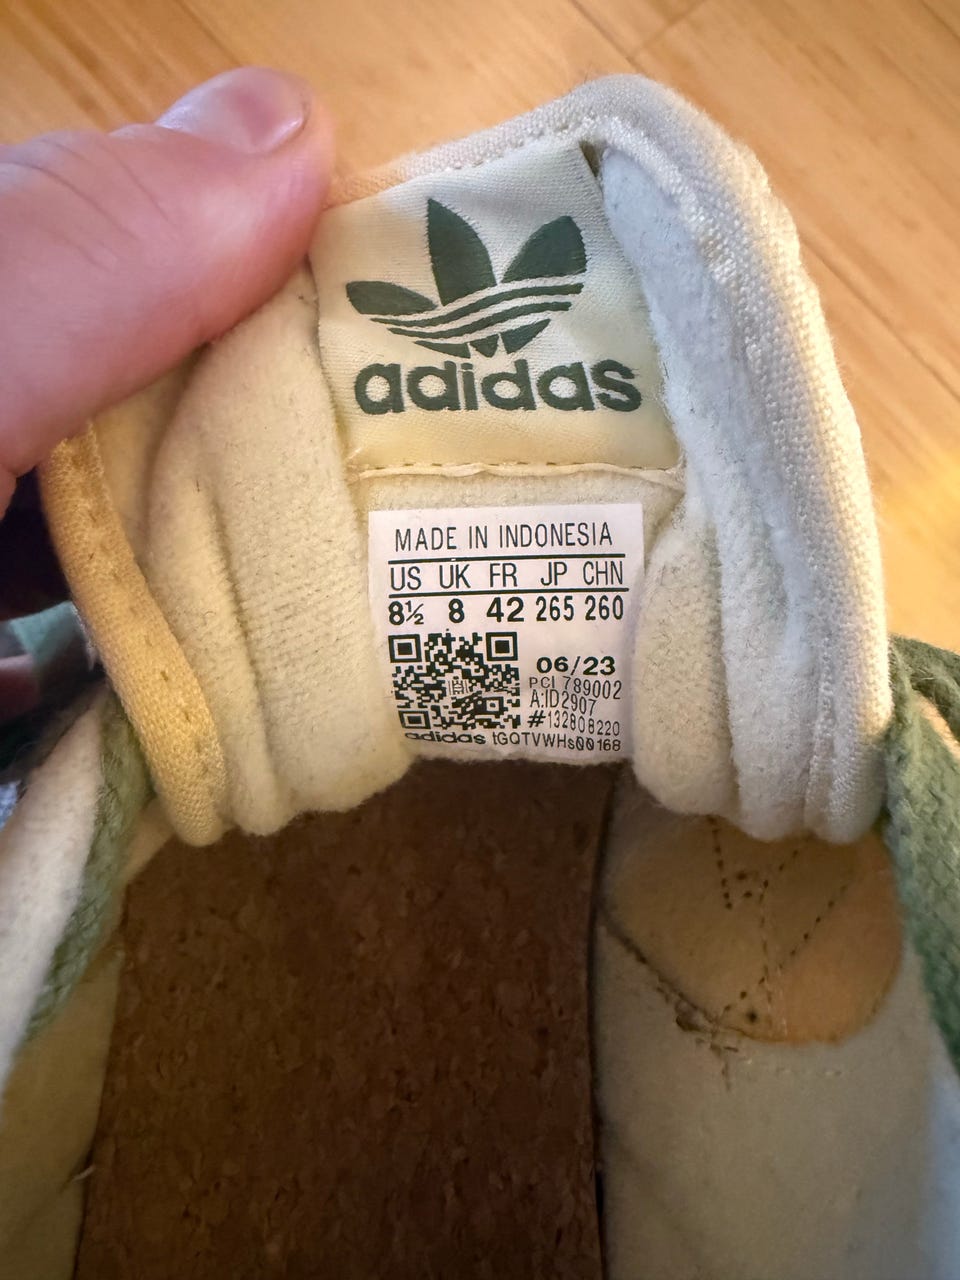 adidas
MADE IN INDONESIA
US UK FR JP CHN
8½ 8 42 265 260
06/23
PCI 789002
A:ID2907
#132808220
adidas tGQTVWHs00168